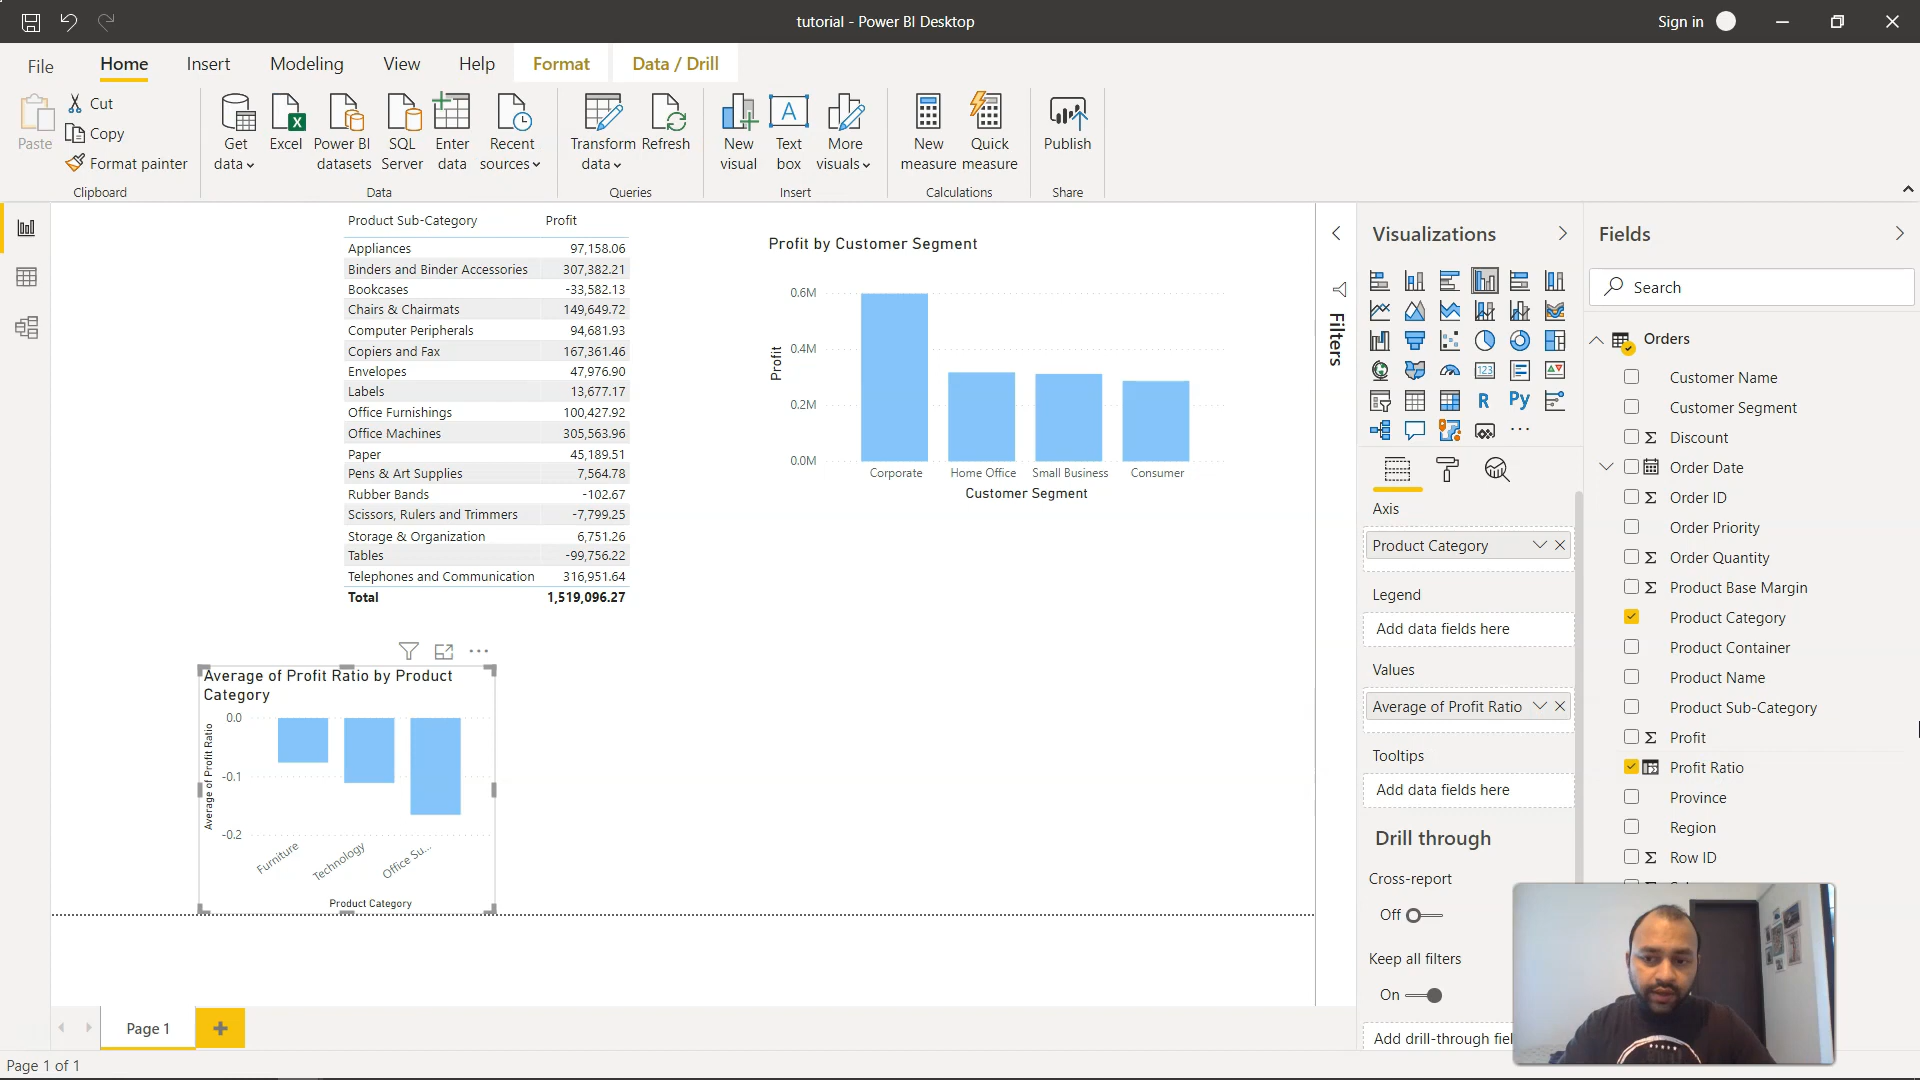 tutorial - Power BI Desktop
Sign in
File
Home
Insert
Modeling
View
Help
Format
Data / Drill
Paste
Cut
Copy
Format painter
Clipboard
Get
data
Excel
Power BI
datasets
SQL
Server
Enter
data
Recent
sources
Data
Transform
data
Refresh
Queries
New
visual
A
Text
box
More
visuals
Insert
New
measure
Quick
measure
Calculations
Publish
Share
Product Sub-Category Profit
Appliances 97,158.06
Binders and Binder Accessories 307,382.21
Bookcases -33,582.13
Chairs & Chairmats 149,649.72
Computer Peripherals 94,681.93
Copiers and Fax 167,361.46
Envelopes 47,976.90
Labels 13,677.17
Office Furnishings 100,427.92
Office Machines 305,563.96
Paper 45,189.51
Pens & Art Supplies 7,564.78
Rubber Bands -102.67
Scissors, Rulers and Trimmers -7,799.25
Storage & Organization 6,751.26
Tables -99,756.22
Telephones and Communication 316,951.64
Total 1,519,096.27
Profit by Customer Segment
Profit
0.6M
0.4M
0.2M
0.0M
Corporate Home Office Small Business Consumer
Customer Segment
Average of Profit Ratio by Product
Category
Average of Profit Ratio
0.0
-0.1
-0.2
Furniture
Technology
Office Su...
Product Category
Page 1
Page 1 of 1
Filters
Visualizations
123
R
Py
Axis
Product Category
Legend
Add data fields here
Values
Average of Profit Ratio
Tooltips
Add data fields here
Drill through
Cross-report
Off
Keep all filters
On
Add drill-through fiel
Fields
Search
Orders
Customer Name
Customer Segment
Discount
Order Date
Order ID
Order Priority
Order Quantity
Product Base Margin
Product Category
Product Container
Product Name
Product Sub-Category
Profit
Profit Ratio
Province
Region
Row ID